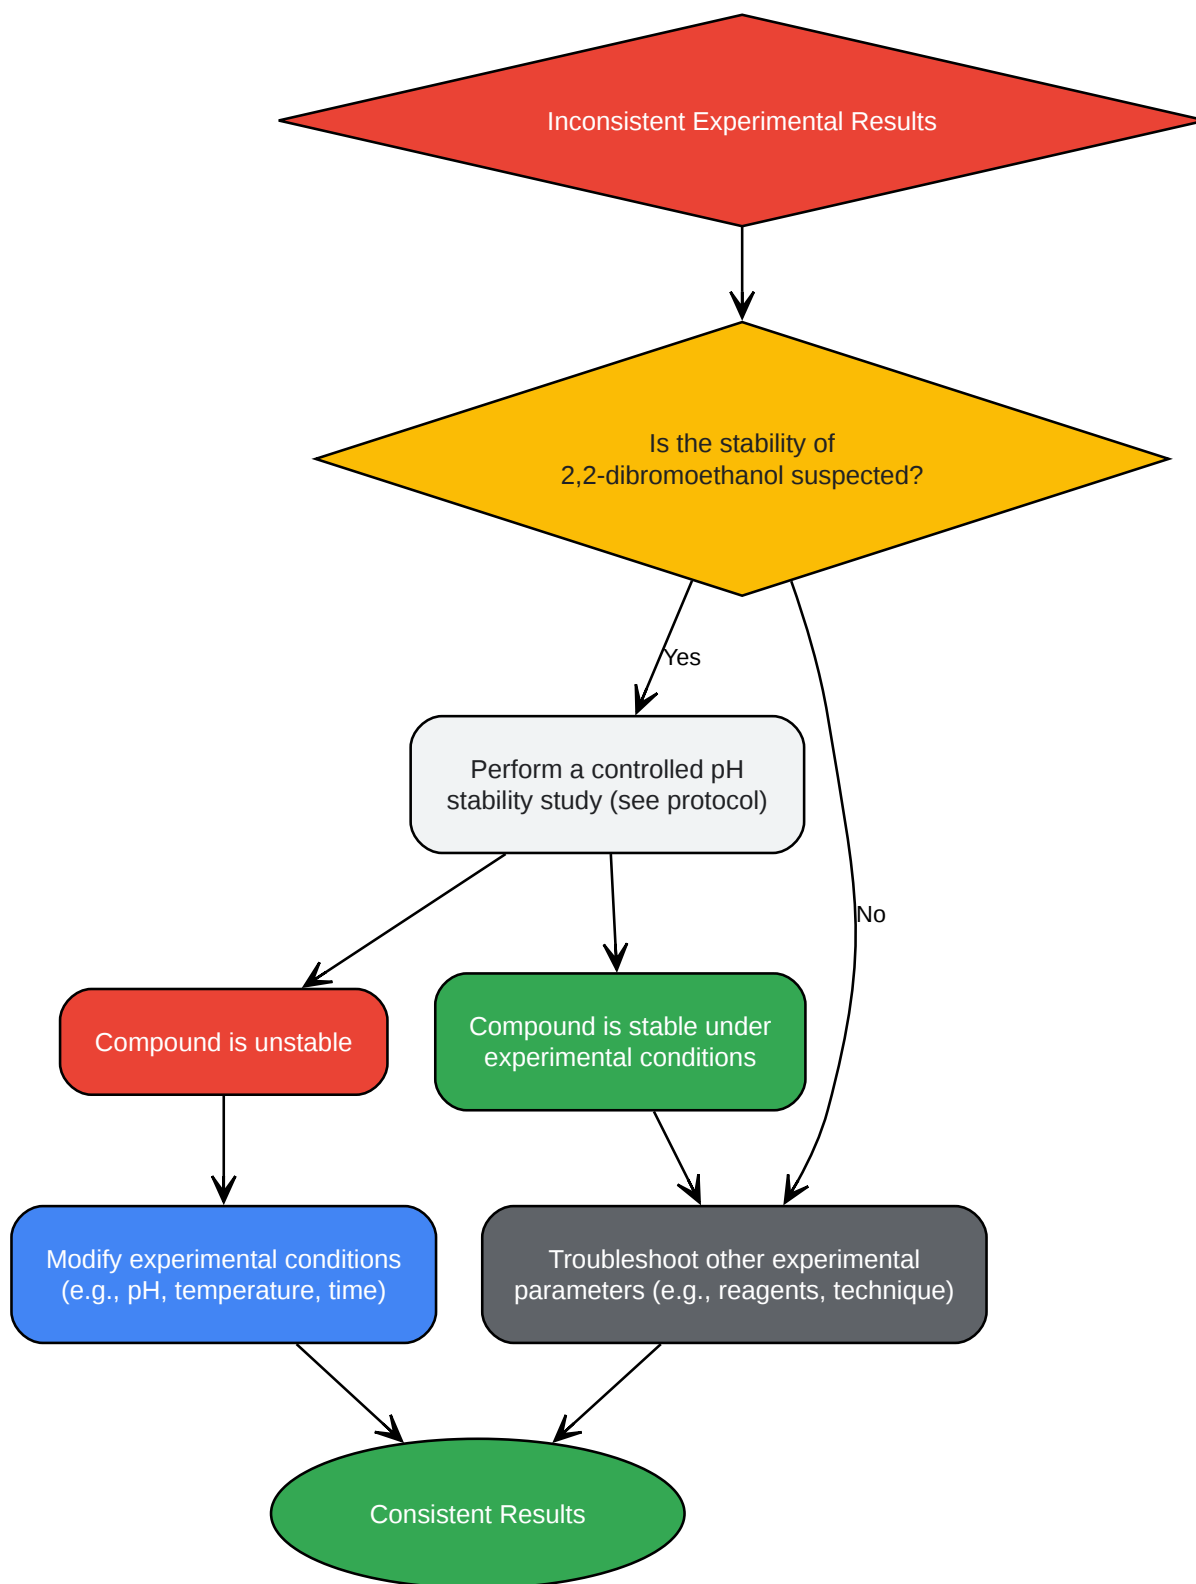 Inconsistent Experimental Results
Is the stability of
2,2-dibromoethanol suspected?
Yes
Perform a controlled pH
stability study (see protocol)
No
Compound is unstable
Compound is stable under
experimental conditions
Modify experimental conditions
(e.g., pH, temperature, time)
Troubleshoot other experimental
parameters (e.g., reagents, technique)
Consistent Results